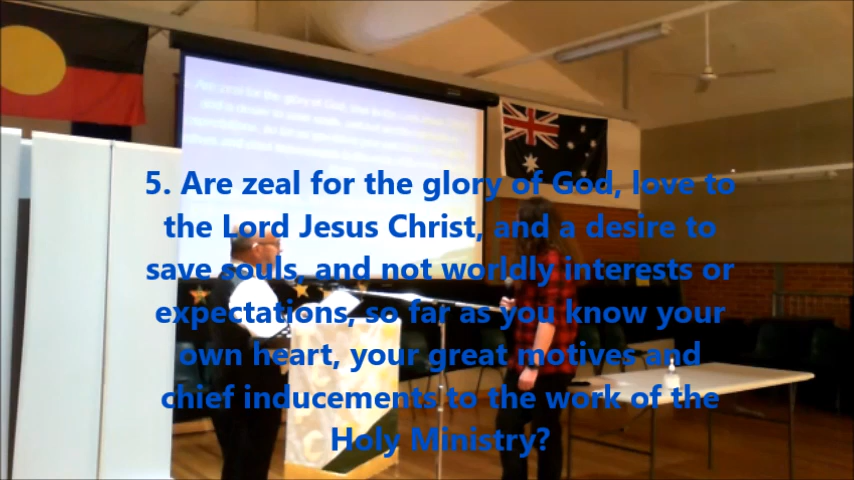 5. Are zeal for the glory of God, love to
the Lord Jesus Christ, and a desire to
save souls, and not worldly interests or
expectations, so far as you know your
own heart, your great motives and
chief inducements to the work of the
Holy Ministry?